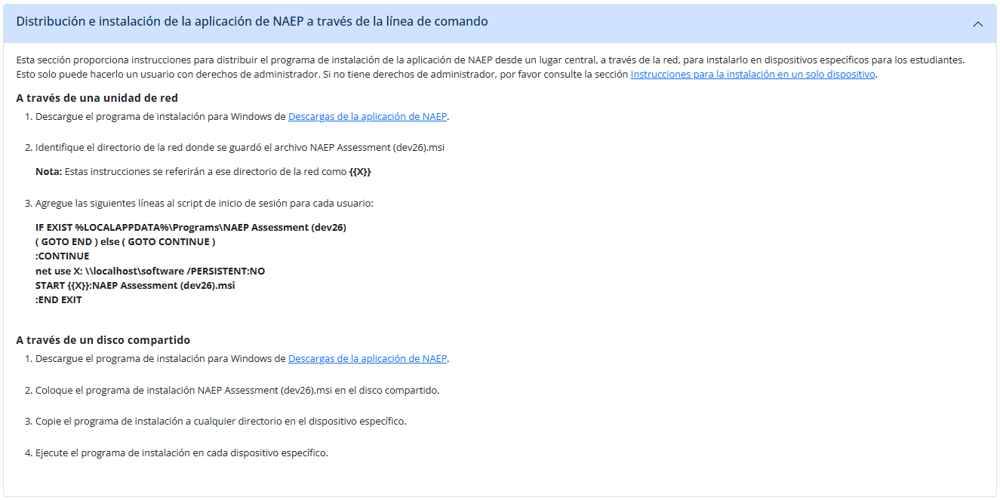 Distribución e instalación de la aplicación de NAEP a través de la línea de comando
Esta sección proporciona instrucciones para distribuir el programa de instalación de la aplicación de NAEP desde un lugar central, a través de la red, para instalarlo en dispositivos específicos para los estudiantes.
Esto solo puede hacerlo un usuario con derechos de administrador. Si no tiene derechos de administrador, por favor consulte la sección Instrucciones para la instalación en un solo dispositivo.
A través de una unidad de red
1. Descargue el programa de instalación para Windows de Descargas de la aplicación de NAEP.
2. Identifique el directorio de la red donde se guardó el archivo NAEP Assessment (dev26).msi
Nota: Estas instrucciones se referirán a ese directorio de la red como {{X}}
3. Agregue las siguientes líneas al script de inicio de sesión para cada usuario:
IF EXIST %LOCALAPPDATA%\Programs\NAEP Assessment (dev26)
( GOTO END ) else ( GOTO CONTINUE )
:CONTINUE
net use X: \\localhost\software /PERSISTENT:NO
START {{X}}:NAEP Assessment (dev26).msi
:END EXIT
A través de un disco compartido
1. Descargue el programa de instalación para Windows de Descargas de la aplicación de NAEP.
2. Coloque el programa de instalación NAEP Assessment (dev26).msi en el disco compartido.
3. Copie el programa de instalación a cualquier directorio en el dispositivo específico.
4. Ejecute el programa de instalación en cada dispositivo específico.